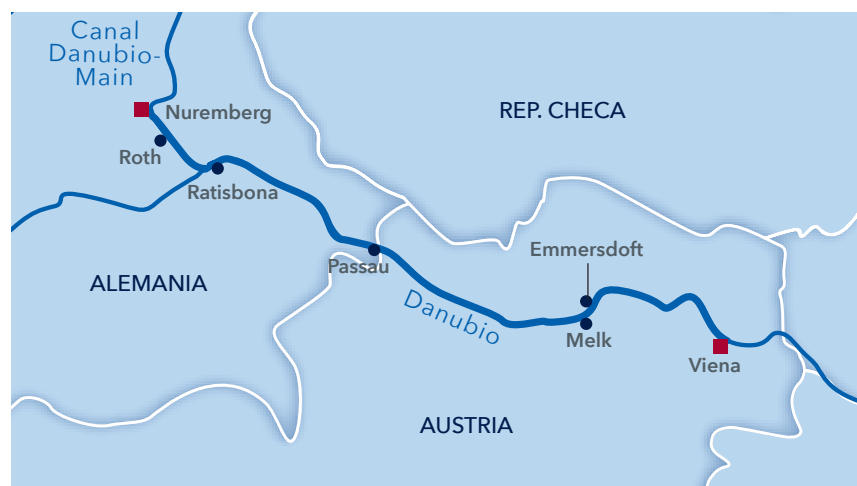 Canal
Danubio-
Main
Nuremberg
REP. CHECA
Roth
Ratisbona
Emmersdoft
Passau
ALEMANIA
Danubio
Melk
Viena
AUSTRIA